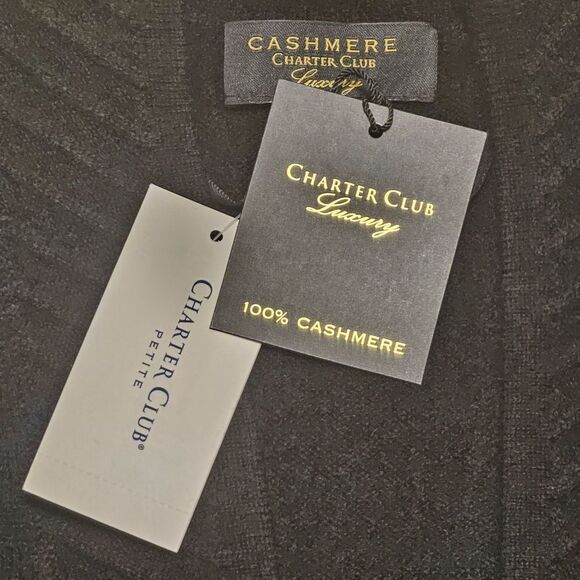 CASHMERE
CHARTER CLUB
Luxury
CHARTER CLUB
Luxury
100% CASHMERE
CHARTER CLUB®
PETITE